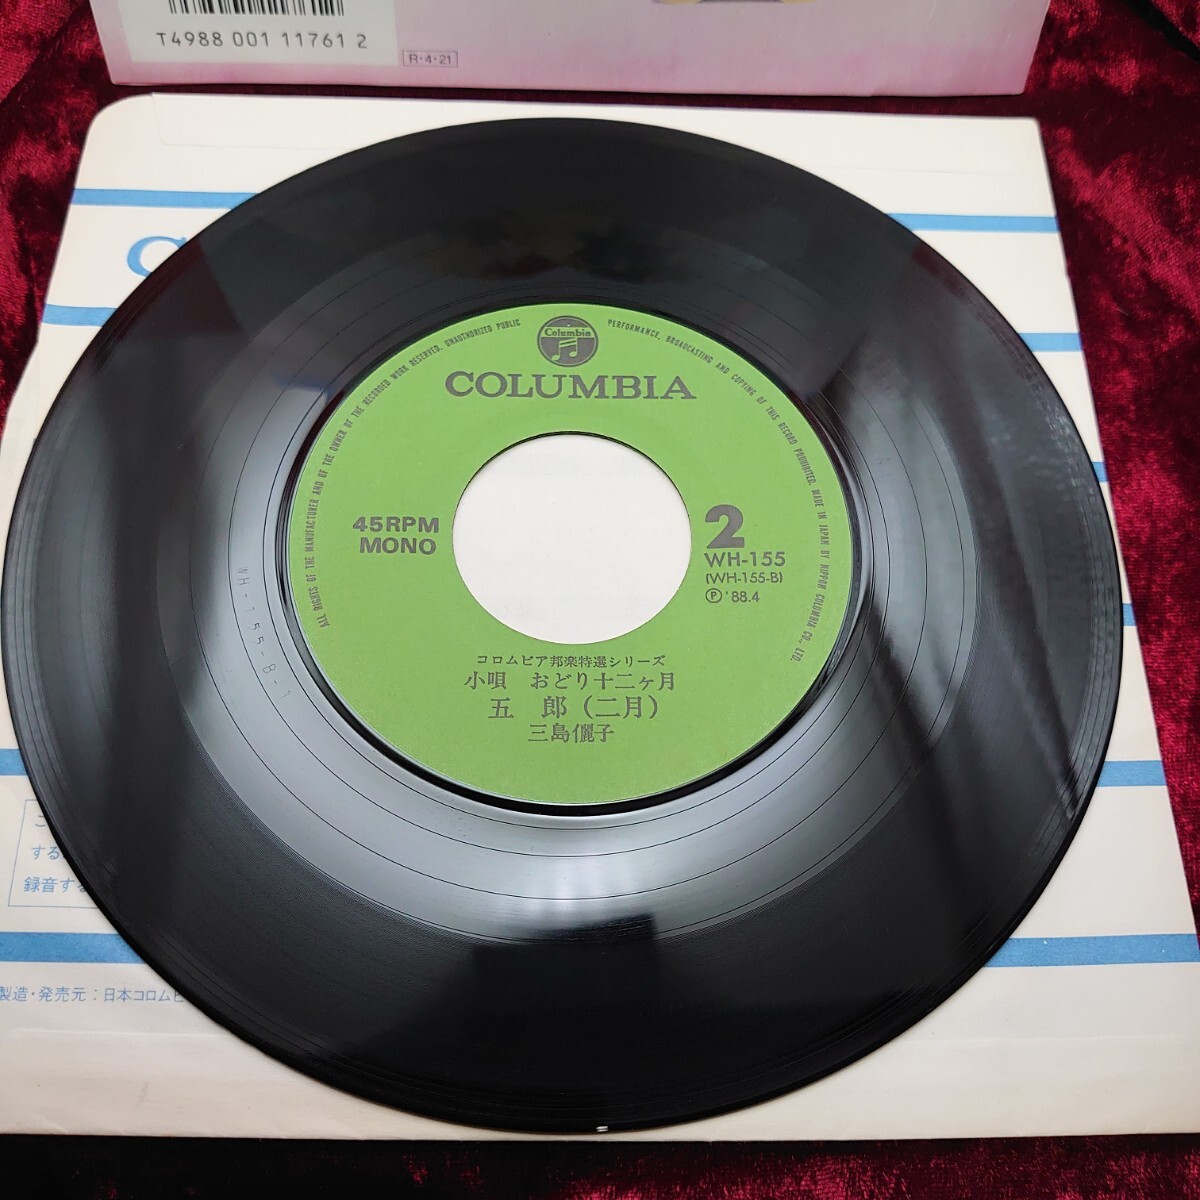 T4988 001 11761 2
R・4・21
C
ALL RIGHTS OF THE MANUFACTURER AND OF THE OWNER OF THE RECORDED WORK RESERVED. UNAUTHORIZED PUBLIC PERFORMANCE, BROADCASTING AND COPYING OF THIS RECORD PROHIBITED. MADE IN JAPAN BY NIPPON COLUMBIA CO., LTD.
Columbia
COLUMBIA
45RPM
MONO
2
WH-155
(WH-155-B)
Ⓟ '88.4
コロムビア邦楽特選シリーズ
小唄 おどり十二ヶ月
五 郎(二月)
三島儷子
WH-155-B-1
する
録音する
製造・発売元:日本コロムビ